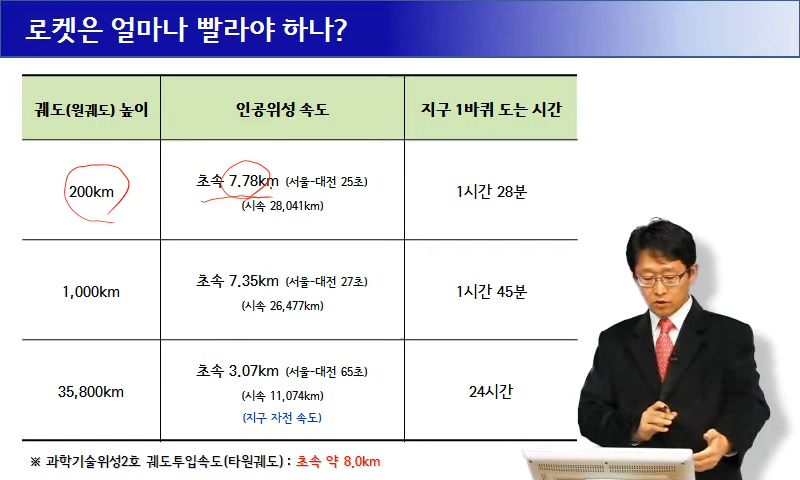 로켓은 얼마나 빨라야 하나?
궤도(원궤도) 높이 인공위성 속도 지구 1바퀴 도는 시간
200km 초속 7.78km (서울-대전 25초) 1시간 28분
(시속 28,041km)
1,000km 초속 7.35km (서울-대전 27초) 1시간 45분
(시속 26,477km)
35,800km 초속 3.07km (서울-대전 65초) 24시간
(시속 11,074km)
(지구 자전 속도)
※ 과학기술위성2호 궤도투입속도(타원궤도) : 초속 약 8.0km